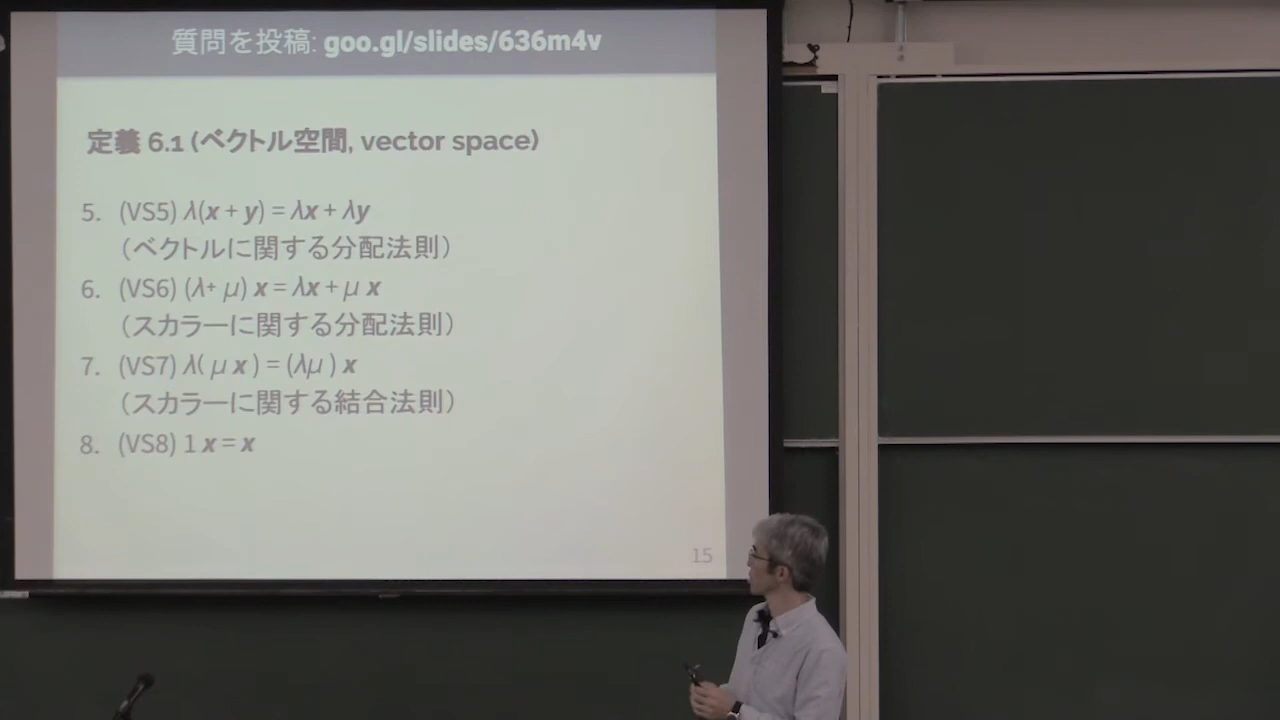 質問を投稿: goo.gl/slides/636m4v
定義 6.1 (ベクトル空間, vector space)
5. (VS5) λ(x + y) = λx + λy
（ベクトルに関する分配法則）
6. (VS6) (λ+ μ) x = λx + μ x
（スカラーに関する分配法則）
7. (VS7) λ( μ x ) = (λμ ) x
（スカラーに関する結合法則）
8. (VS8) 1 x = x
15